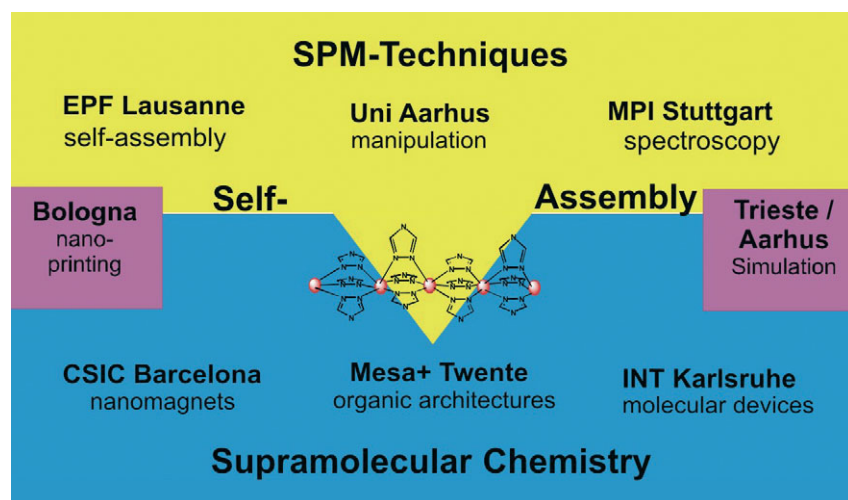 SPM-Techniques
EPF Lausanne
self-assembly
Uni Aarhus
manipulation
MPI Stuttgart
spectroscopy
Self-
Assembly
Bologna
nano-
printing
Trieste /
Aarhus
Simulation
N N N N N
CSIC Barcelona
nanomagnets
Mesa+ Twente
organic architectures
INT Karlsruhe
molecular devices
Supramolecular Chemistry